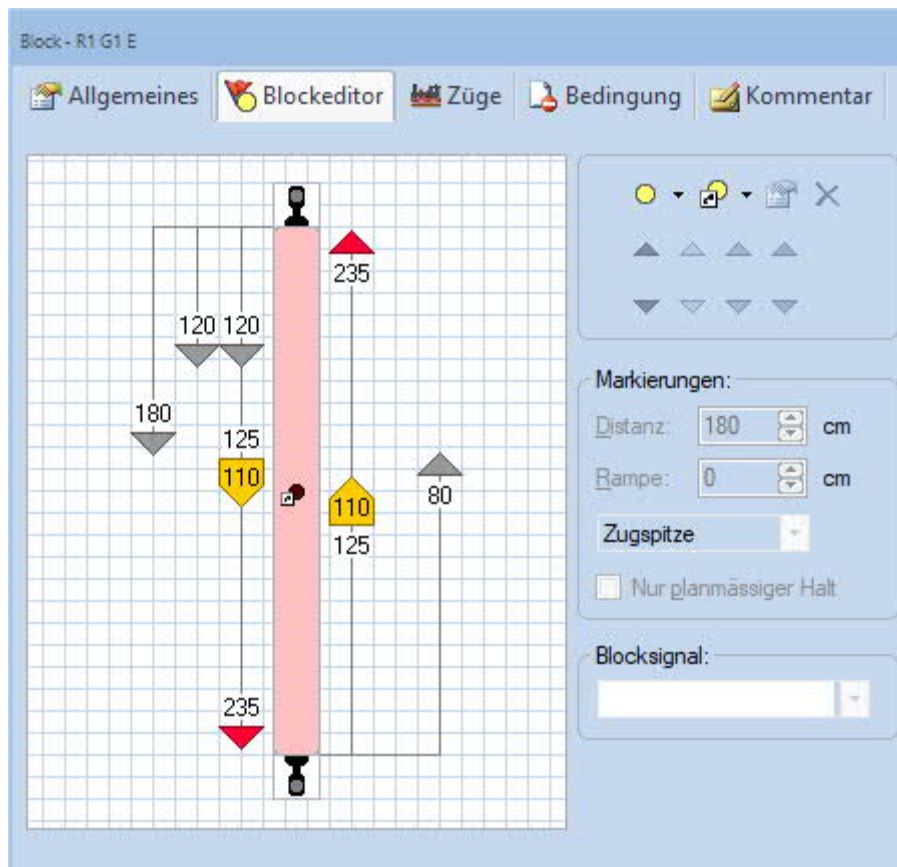 Block - R1 G1 E
Allgemeines Blockeditor Züge Bedingung Kommentar
235
120 120
180
125
110
80
110
125
235
Markierungen:
Distanz: 180 cm
Rampe: 0 cm
Zugspitze
Nur planmässiger Halt
Blocksignal: